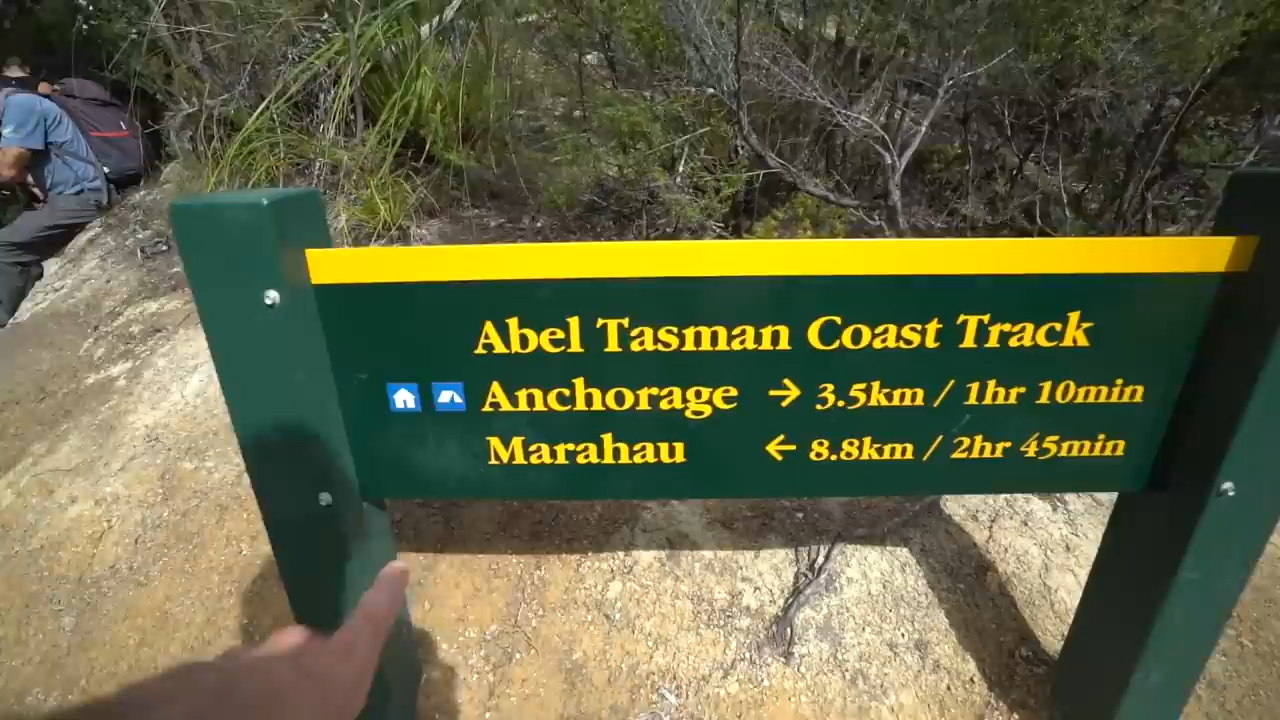 Abel Tasman Coast Track
Anchorage → 3.5km / 1hr 10min
Marahau ← 8.8km / 2hr 45min